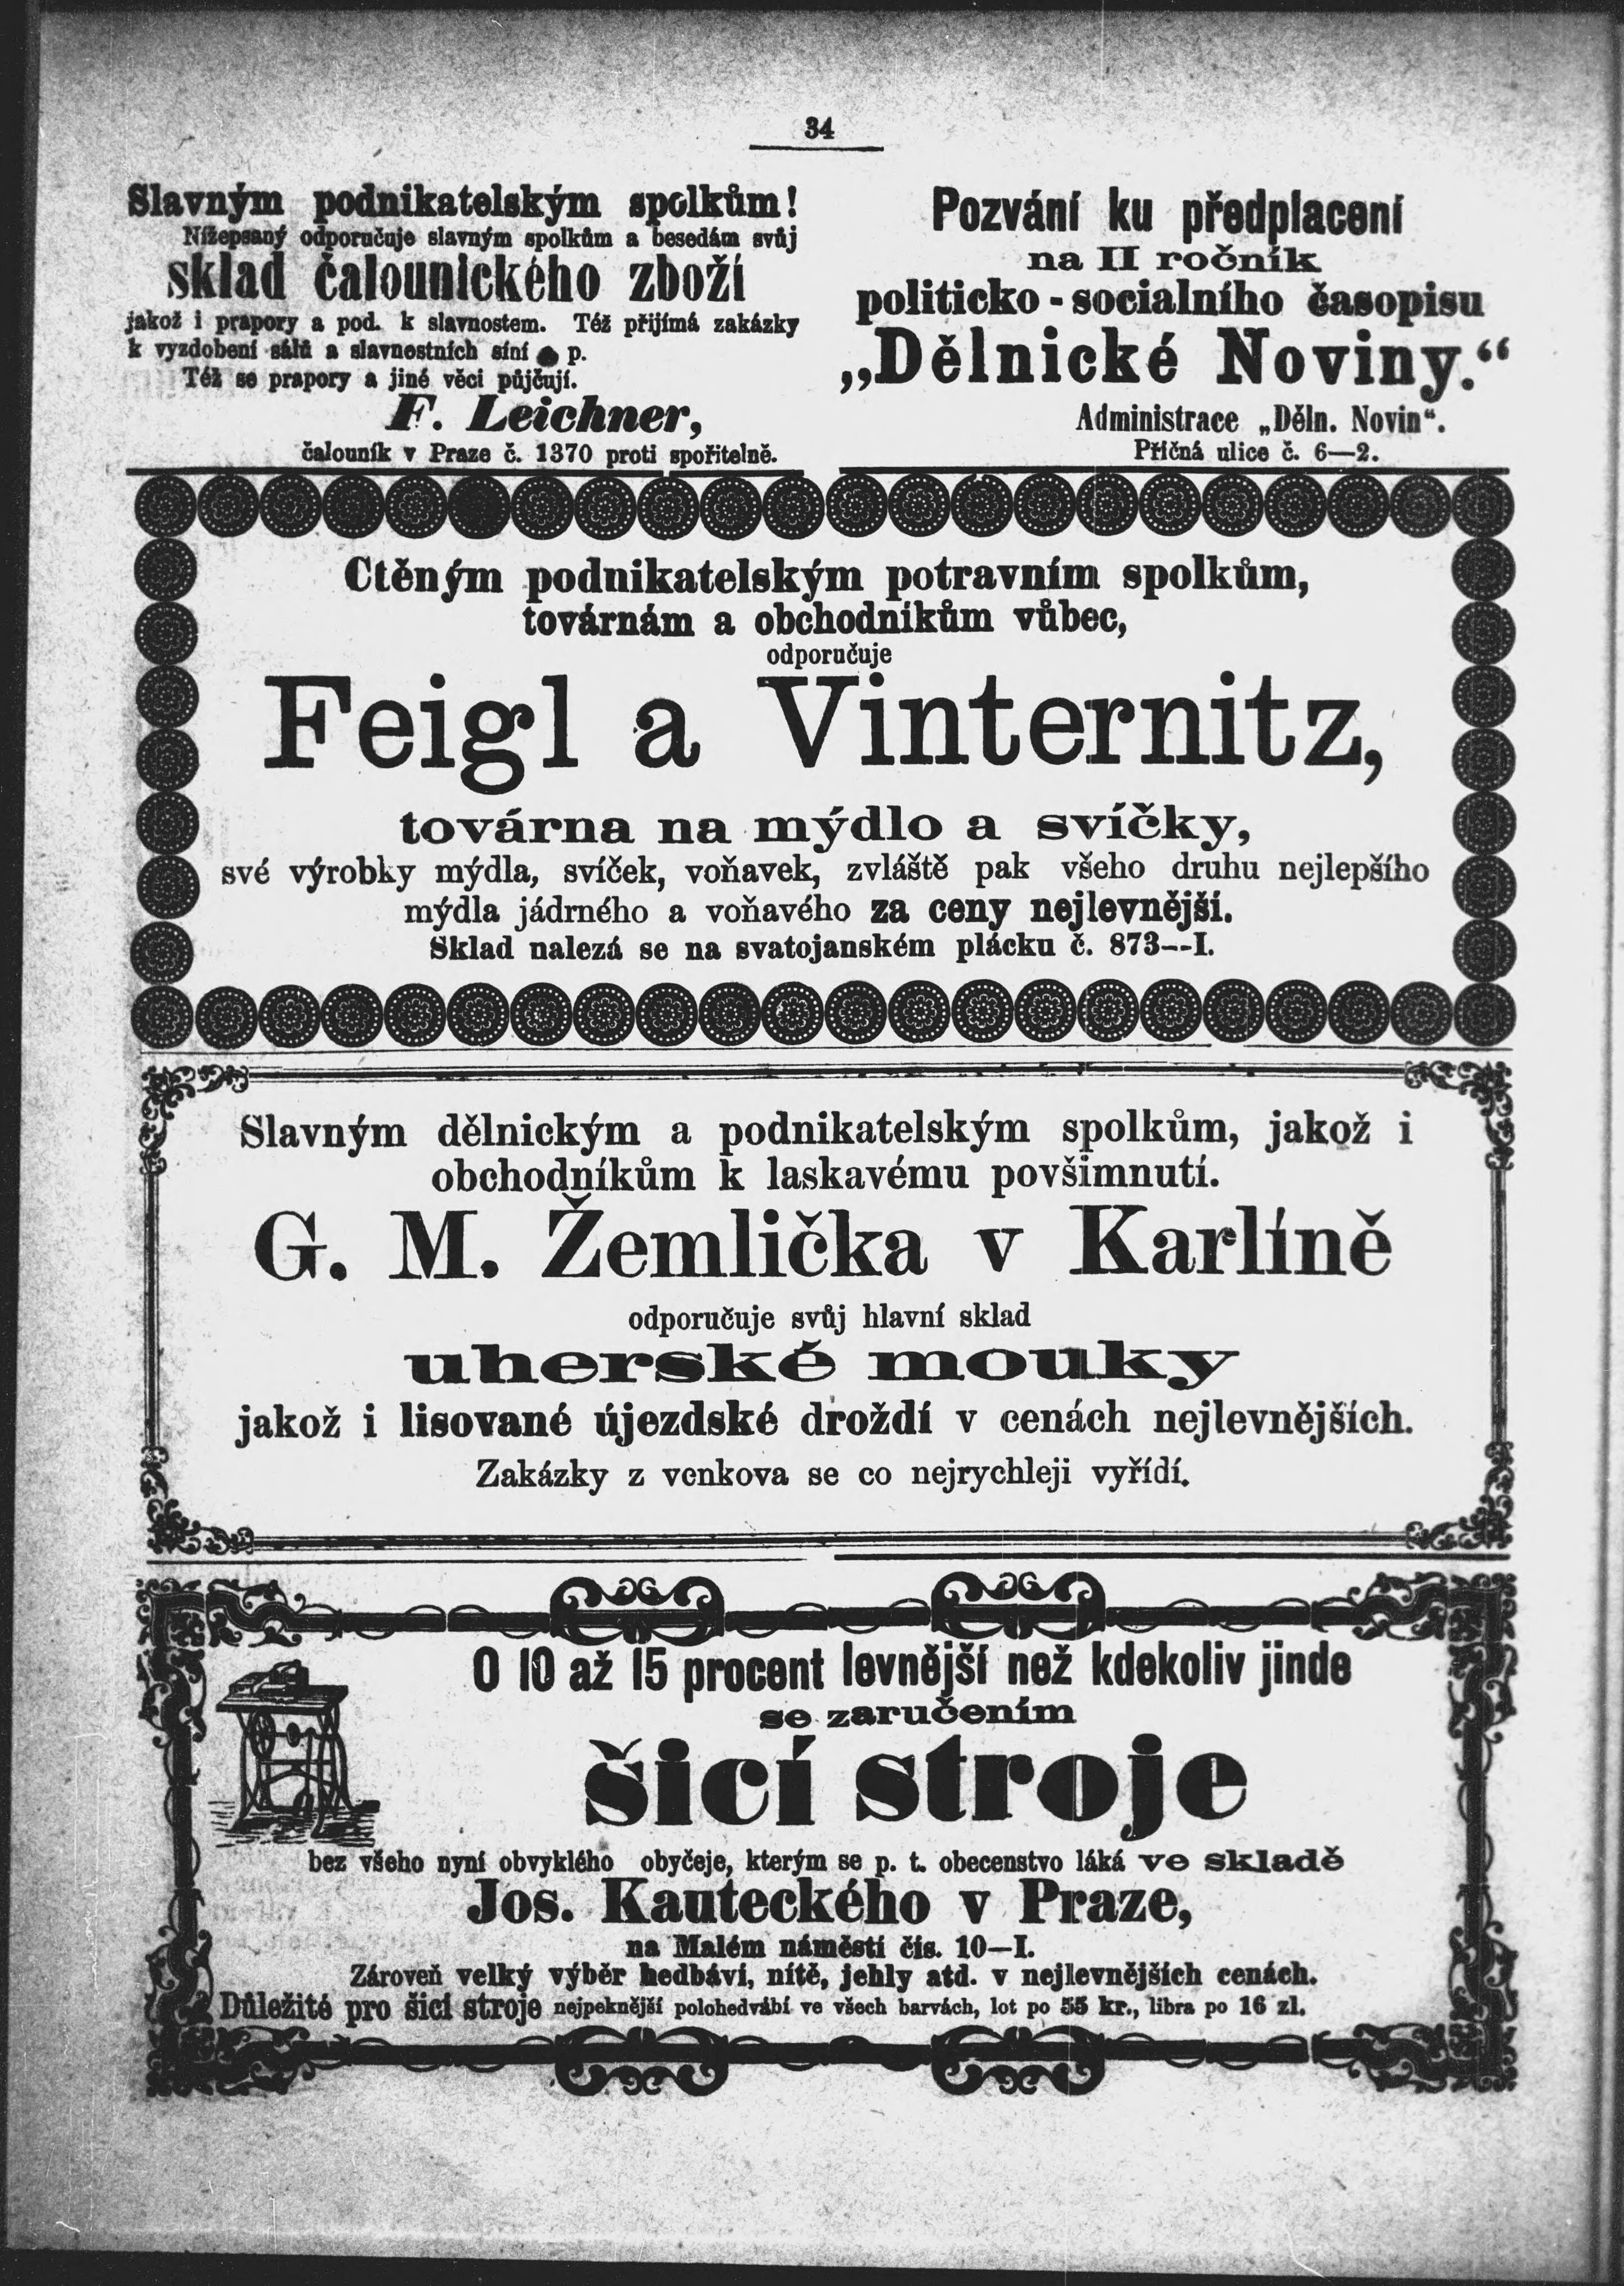 34
Slavným podnikatelským spolkům!
Nížepsaný odporučuje slavným spolkům a besedám svůj
sklad čalounického zboží
jakož i prapory a pod. k slavnostem. Též přijímá zakázky
k vyzdobení sálů a slavnostních síní p.
Též se prapory a jiné věci půjčují.
F. Leichner,
čalouník v Praze č. 1370 proti spořitelně.
Pozvání ku předplacení
na II ročník
politicko-socialního časopisu
„Dělnické Noviny.“
Administrace „Děln. Novin“.
Příčná ulice č. 6—2.
Ctěným podnikatelským potravním spolkům,
továrnám a obchodníkům vůbec,
odporučuje
Feigl a Vinternitz,
továrna na mýdlo a svíčky,
své výrobky mýdla, svíček, voňavek, zvláště pak všeho druhu nejlepšího
mýdla jádrného a voňavého za ceny nejlevnější.
Sklad nalezá se na svatojanském plácku č. 873--I.
Slavným dělnickým a podnikatelským spolkům, jakož i
obchodníkům k laskavému povšimnutí.
G. M. Žemlička v Karlíně
odporučuje svůj hlavní sklad
uherské mouky
jakož i lisované újezdské droždí v cenách nejlevnějších.
Zakázky z venkova se co nejrychleji vyřídí.
O 10 až 15 procent levnější než kdekoliv jinde
se zaručením
šicí stroje
bez všeho nyní obvyklého obyčeje, kterým se p. t. obecenstvo láká ve skladě
Jos. Kauteckého v Praze,
na Malém náměstí čís. 10—I.
Zároveň velký výběr hedbáví, nítě, jehly atd. v nejlevnějších cenách.
Důležité pro šicí stroje nejpeknější polohedvábí ve všech barvách, lot po 55 kr., libra po 16 zl.